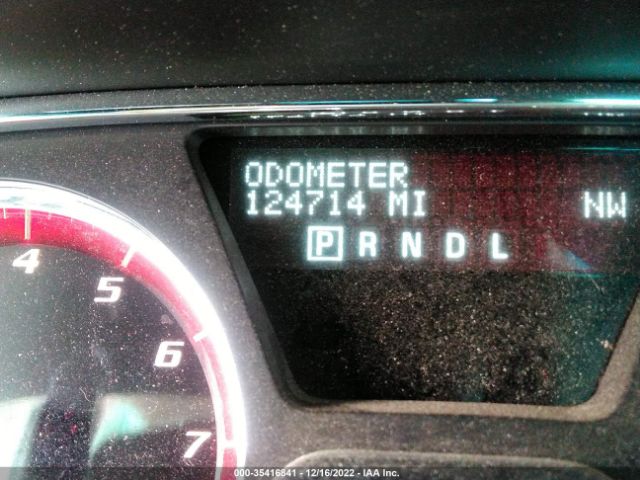 ODOMETER
124714 MI NW
P R N D L
4
5
6
7
000-35416841 - 12/16/2022 - IAA Inc.